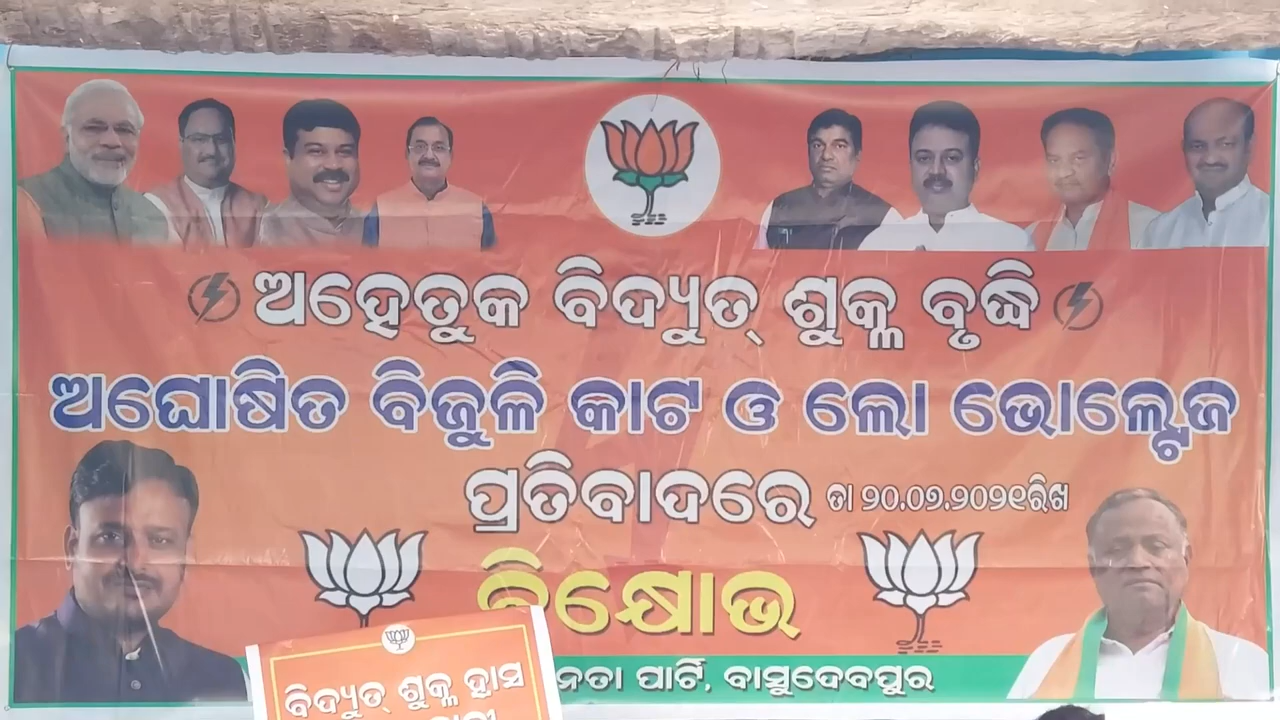 ଅହେତୁକ ବିଦ୍ୟୁତ୍ ଶୁକ୍ଳ ବୃଦ୍ଧି
ଅଘୋଷିତ ବିଜୁଳି କାଟ ଓ ଲୋ ଭୋଲ୍ଟେଜ
ପ୍ରତିବାଦରେ ତା ୨୦.୦୭.୨୦୨୧ରିଖ
ବିକ୍ଷୋଭ
ନତା ପାର୍ଟି, ବାସୁଦେବପୁର
ବିଦ୍ୟୁତ୍ ଶୁକ୍ଳ ହ୍ରାସ